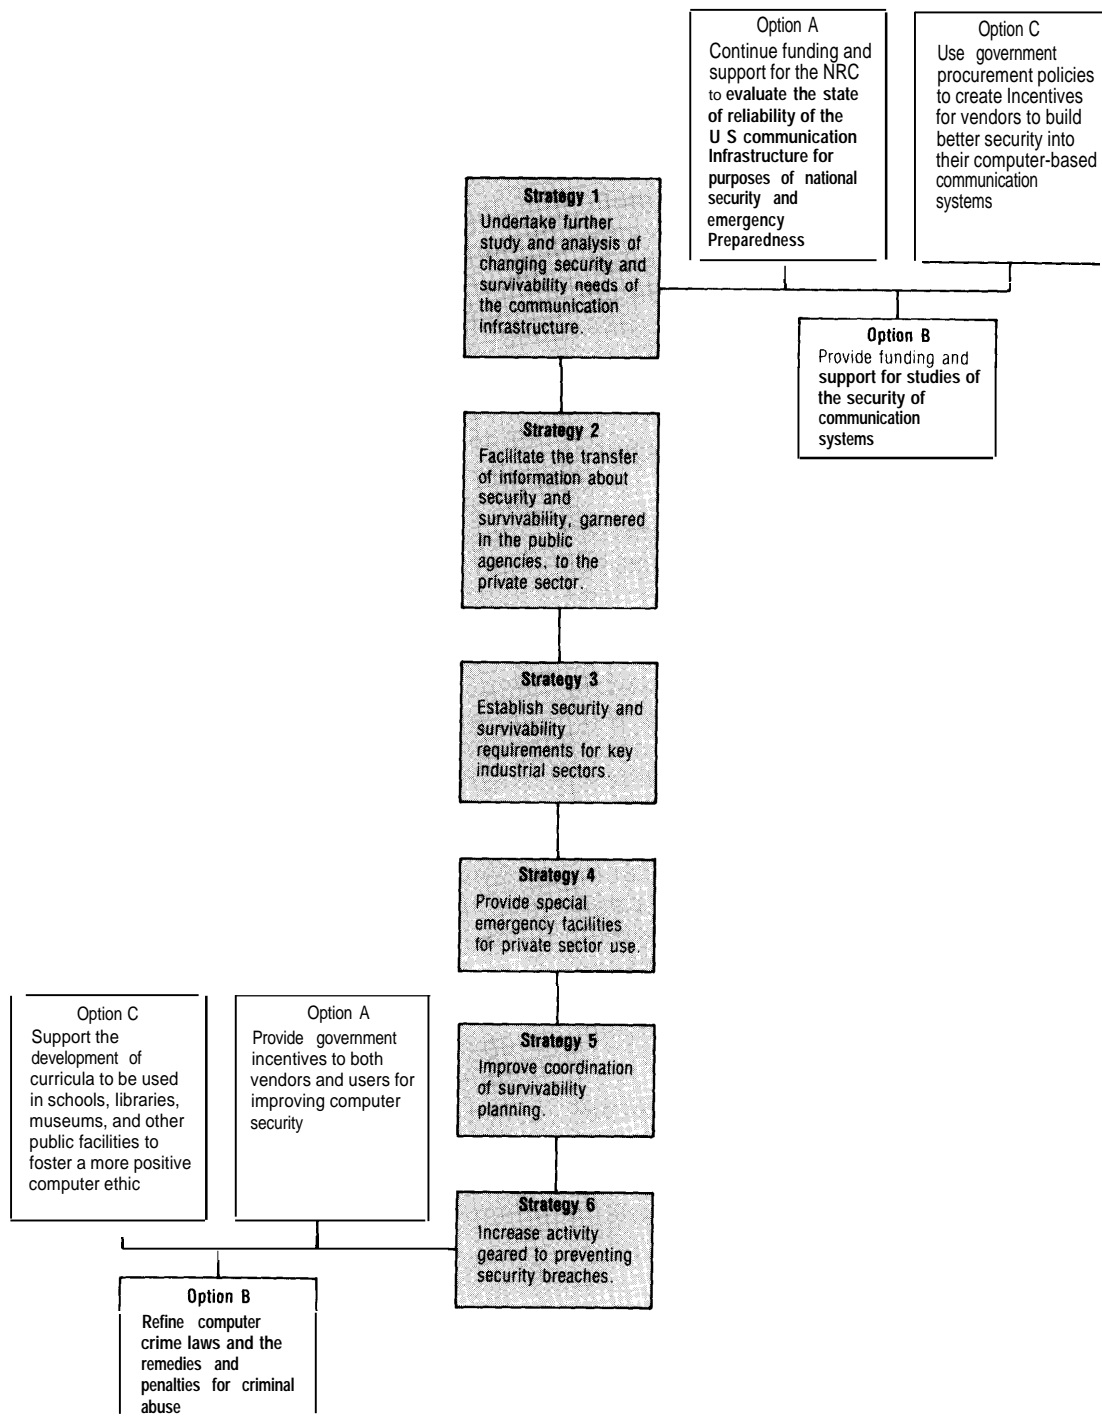 Option A
Continue funding and
support for the NRC
to evaluate the state
of reliability of the
U S communication
Infrastructure for
purposes of national
security and
emergency
Preparedness
Option C
Use government
procurement policies
to create Incentives
for vendors to build
better security into
their computer-based
communication
systems
Strategy 1
Undertake further
study and analysis of
changing security and
survivability needs of
the communication
infrastructure.
Option B
Provide funding and
support for studies of
the security of
communication
systems
Strategy 2
Facilitate the transfer
of information about
security and
survivability, garnered
in the public
agencies, to the
private sector.
Strategy 3
Establish security and
survivability
requirements for key
industrial sectors.
Strategy 4
Provide special
emergency facilities
for private sector use.
Option C
Support the
development of
curricula to be used
in schools, libraries,
museums, and other
public facilities to
foster a more positive
computer ethic
Option A
Provide government
incentives to both
vendors and users for
improving computer
security
Strategy 5
Improve coordination
of survivability
planning.
Strategy 6
Increase activity
geared to preventing
security breaches.
Option B
Refine computer
crime laws and the
remedies and
penalties for criminal
abuse